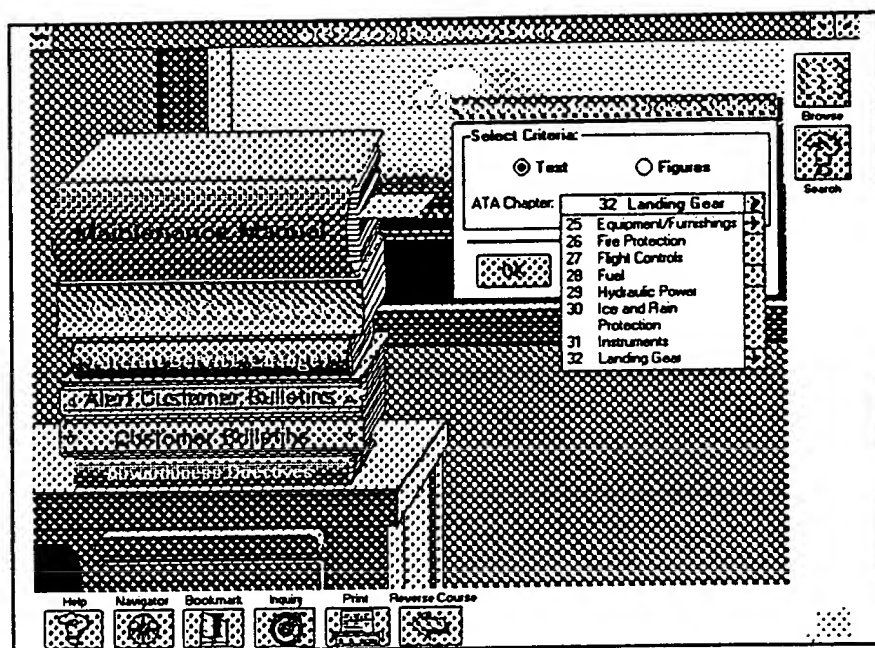 Browse
Search
Select Criteria:
Text
Figures
ATA Chapter:
32 Landing Gear
25 Equipment/Furnishings
26 Fire Protection
27 Flight Controls
28 Fuel
29 Hydraulic Power
30 Ice and Rain
Protection
31 Instruments
32 Landing Gear
OK
Maintenance Manual
Alert Customer Bulletins
Customer Bulletins
Airworthiness Directives
Help
Navigator
Bookmark
Inquiry
Print
Reverse Course